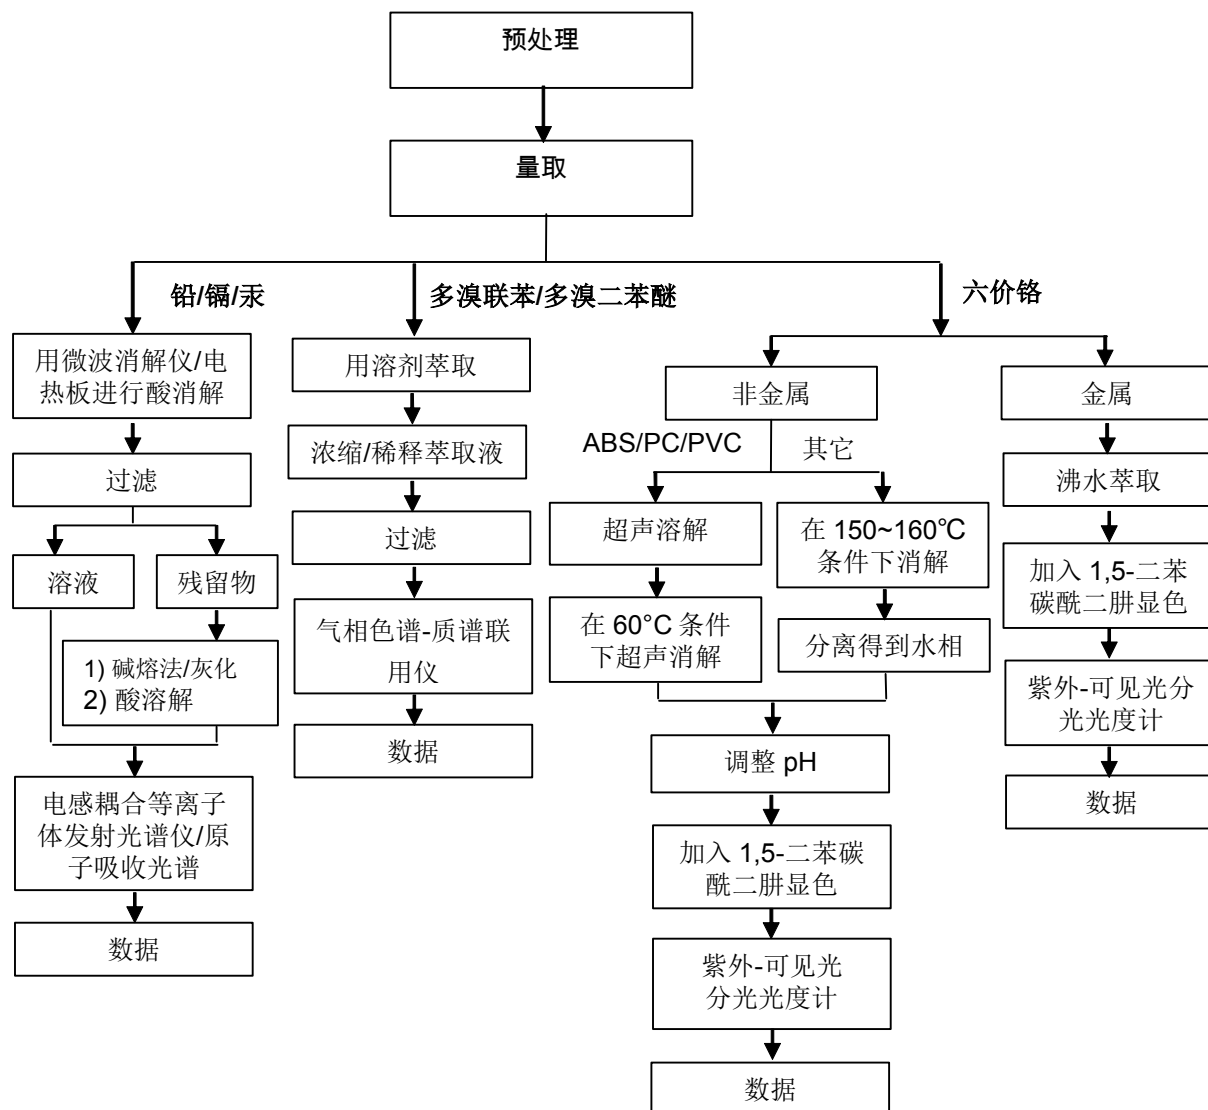 预处理
量取
铅/镉/汞
多溴联苯/多溴二苯醚
六价铬
用微波消解仪/电
热板进行酸消解
过滤
溶液
残留物
1) 碱熔法/灰化
2) 酸溶解
电感耦合等离子
体发射光谱仪/原
子吸收光谱
数据
用溶剂萃取
浓缩/稀释萃取液
过滤
气相色谱-质谱联
用仪
数据
非金属
ABS/PC/PVC
其它
超声溶解
在 60°C 条件
下超声消解
在 150~160℃
条件下消解
分离得到水相
调整 pH
加入 1,5-二苯碳
酰二肼显色
紫外-可见光
分光光度计
数据
金属
沸水萃取
加入 1,5-二苯
碳酰二肼显色
紫外-可见光分
光光度计
数据